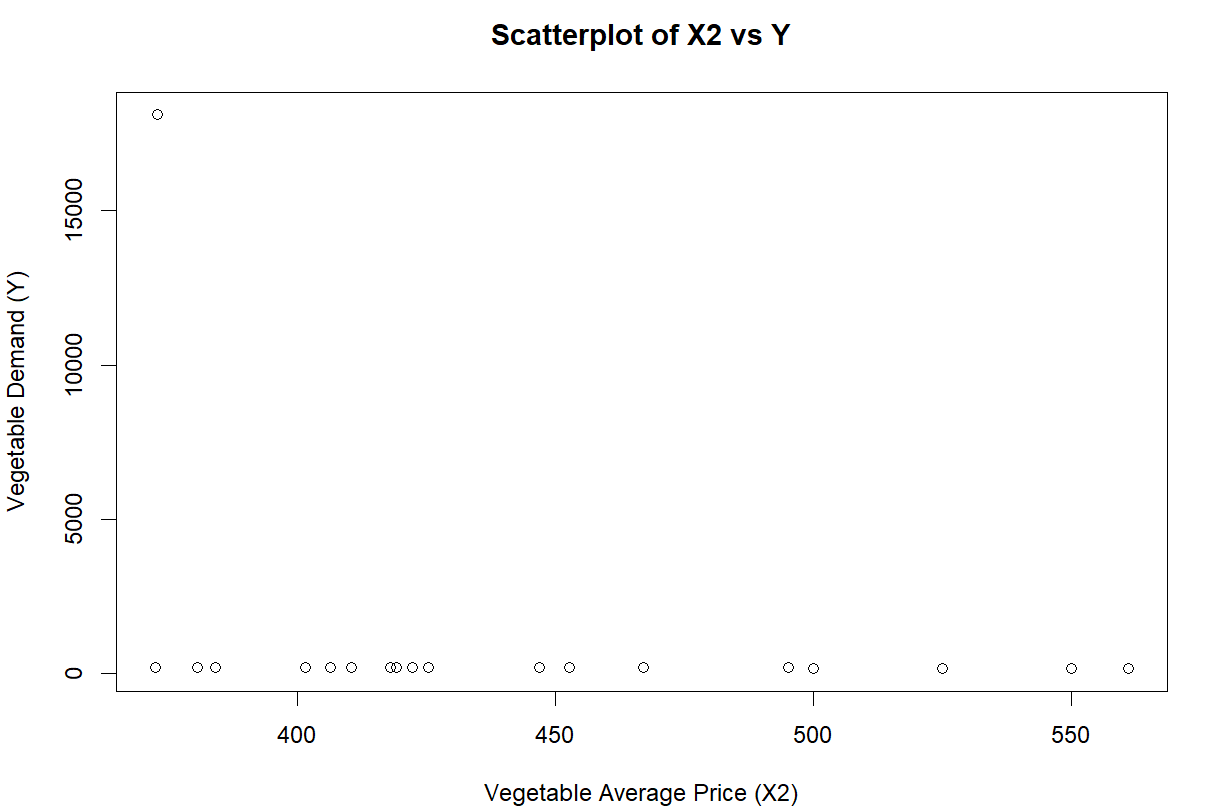 Scatterplot of X2 vs Y
Vegetable Demand (Y)
15000
10000
5000
0
400 450 500 550
Vegetable Average Price (X2)